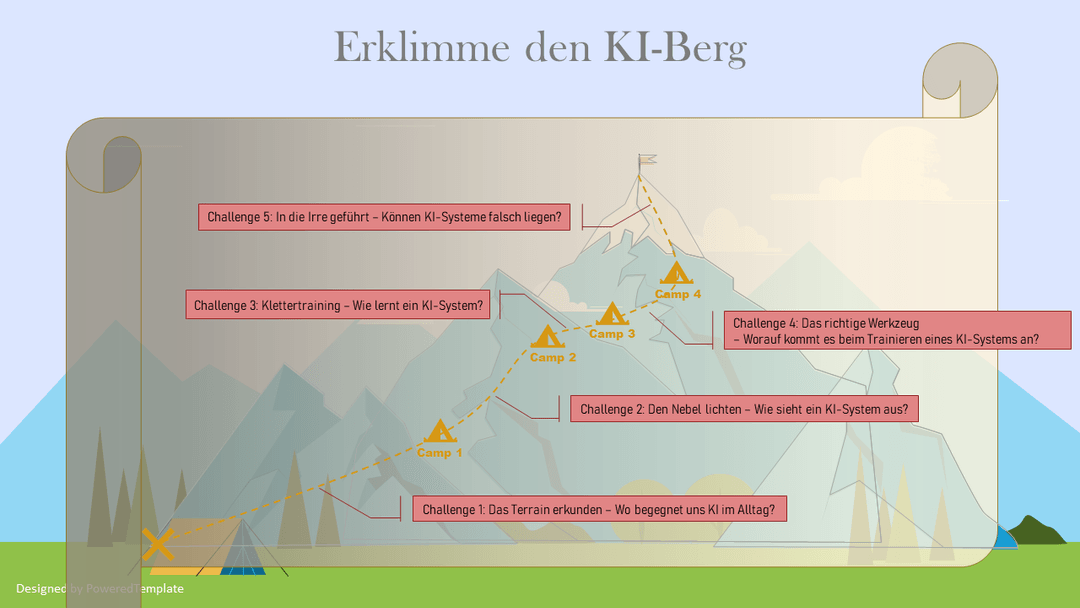 Erklimme den KI-Berg
Challenge 5: In die Irre geführt – Können KI-Systeme falsch liegen?
Camp 4
Challenge 3: Klettertraining – Wie lernt ein KI-System?
Camp 3
Challenge 4: Das richtige Werkzeug
– Worauf kommt es beim Trainieren eines KI-Systems an?
Camp 2
Challenge 2: Den Nebel lichten – Wie sieht ein KI-System aus?
Camp 1
Challenge 1: Das Terrain erkunden – Wo begegnet uns KI im Alltag?
Designed by PoweredTemplate